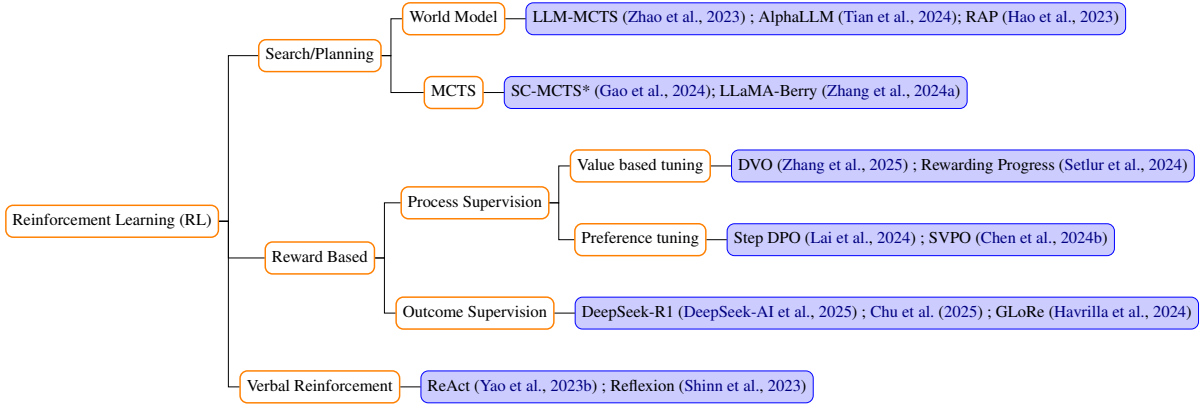 World Model
LLM-MCTS (Zhao et al., 2023) ; AlphaLLM (Tian et al., 2024); RAP (Hao et al., 2023)
Search/Planning
MCTS
SC-MCTS* (Gao et al., 2024); LLaMA-Berry (Zhang et al., 2024a)
Value based tuning
DVO (Zhang et al., 2025) ; Rewarding Progress (Setlur et al., 2024)
Process Supervision
Preference tuning
Step DPO (Lai et al., 2024) ; SVPO (Chen et al., 2024b)
Reinforcement Learning (RL)
Reward Based
Outcome Supervision
DeepSeek-R1 (DeepSeek-AI et al., 2025) ; Chu et al. (2025) ; GLoRe (Havrilla et al., 2024)
Verbal Reinforcement
ReAct (Yao et al., 2023b) ; Reflexion (Shinn et al., 2023)